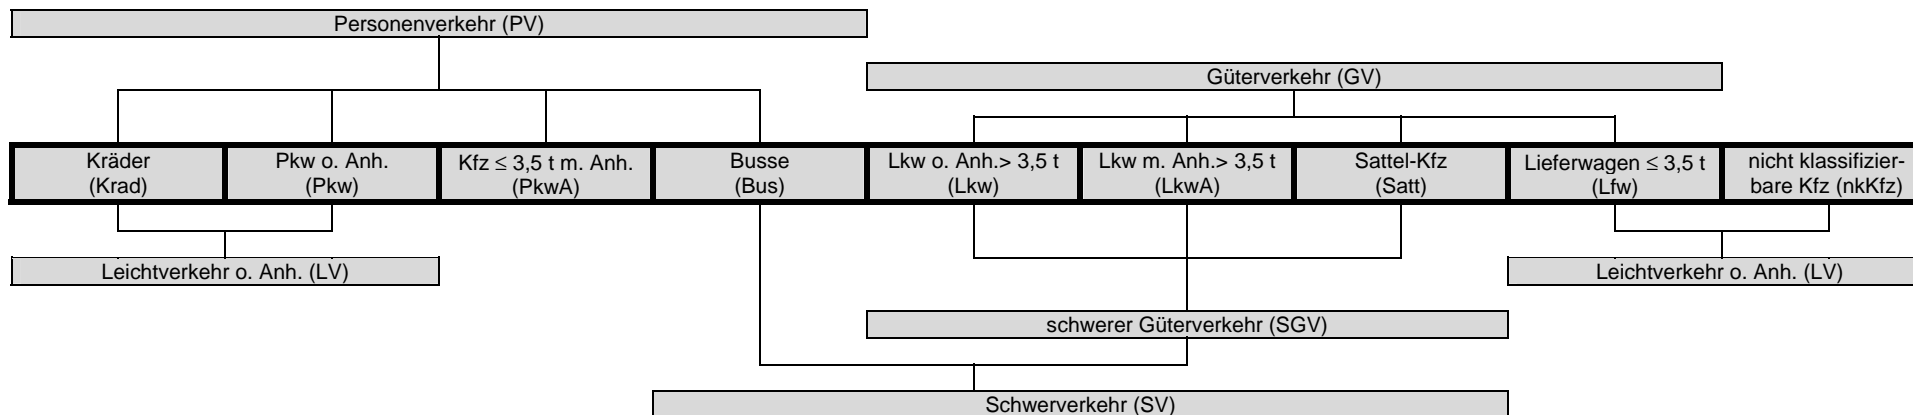 Personenverkehr (PV)
Güterverkehr (GV)
Kräder
(Krad)
Pkw o. Anh.
(Pkw)
Kfz ≤ 3,5 t m. Anh.
(PkwA)
Busse
(Bus)
Lkw o. Anh.> 3,5 t
(Lkw)
Lkw m. Anh.> 3,5 t
(LkwA)
Sattel-Kfz
(Satt)
Lieferwagen ≤ 3,5 t
(Lfw)
nicht klassifizier-
bare Kfz (nkKfz)
Leichtverkehr o. Anh. (LV)
Leichtverkehr o. Anh. (LV)
schwerer Güterverkehr (SGV)
Schwerverkehr (SV)